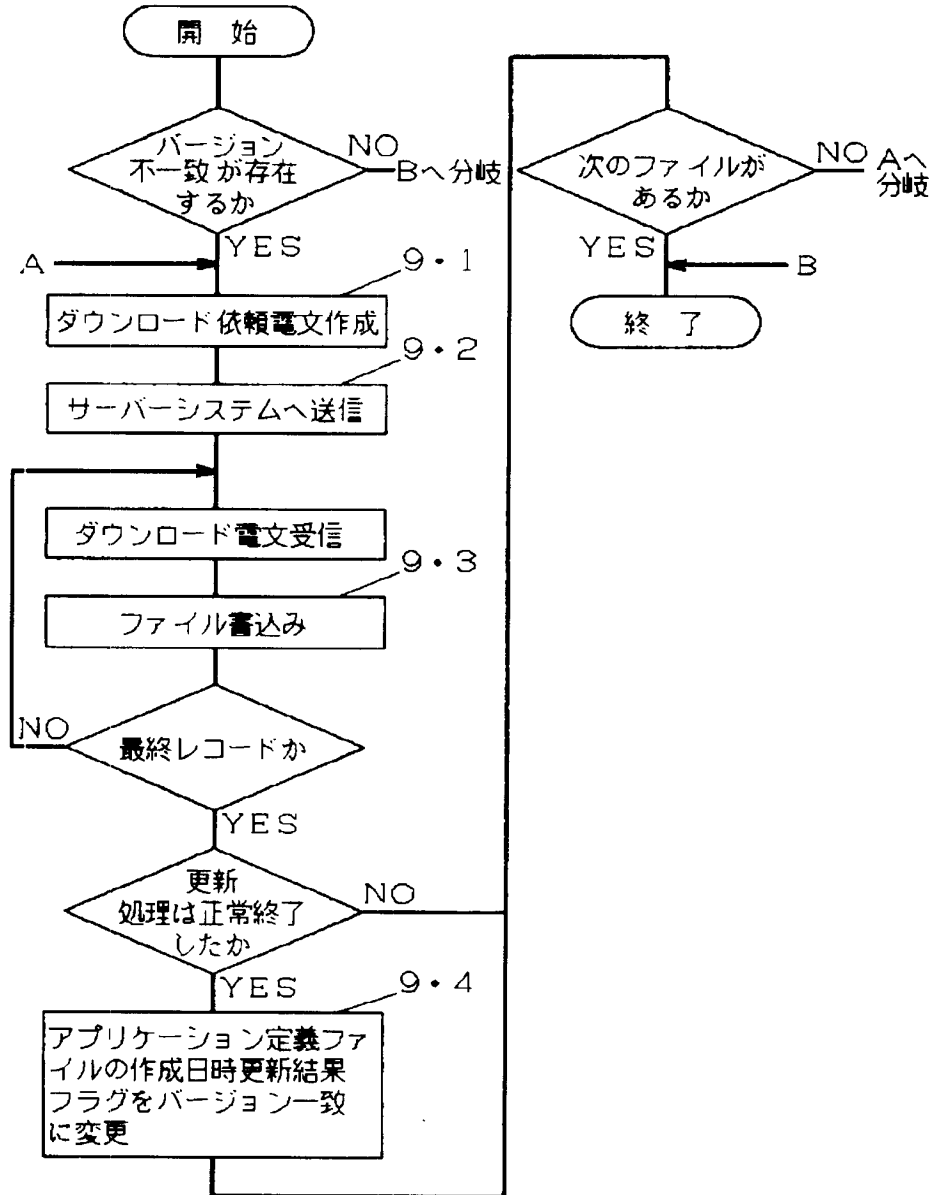 開始
バージョン
不一致が存在
するか
NO
Bへ分岐
YES
A
9・1
ダウンロード依頼電文作成
9・2
サーバーシステムへ送信
ダウンロード電文受信
9・3
ファイル書込み
NO
最終レコードか
YES
更新
処理は正常終了
したか
NO
YES
9・4
アプリケーション定義ファ
イルの作成日時更新結果
フラグをバージョン一致
に変更
次のファイルが
あるか
NO
Aへ
分岐
YES
B
終了